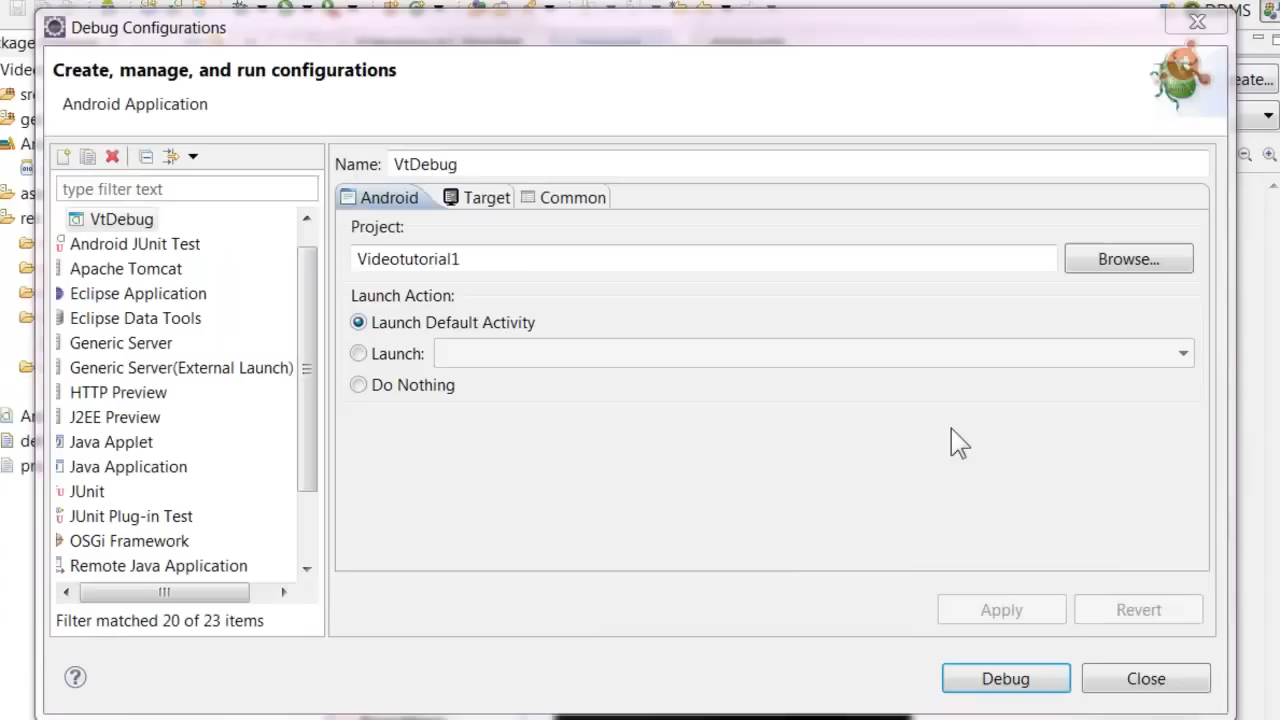 DDMS
Debug Configurations
Create, manage, and run configurations
Android Application
type filter text
VtDebug
Android JUnit Test
Apache Tomcat
Eclipse Application
Eclipse Data Tools
Generic Server
Generic Server(External Launch)
HTTP Preview
J2EE Preview
Java Applet
Java Application
JUnit
JUnit Plug-in Test
OSGi Framework
Remote Java Application
Filter matched 20 of 23 items
Name: VtDebug
Android Target Common
Project:
Videotutorial1 Browse...
Launch Action:
Launch Default Activity
Launch:
Do Nothing
Apply Revert
Debug Close